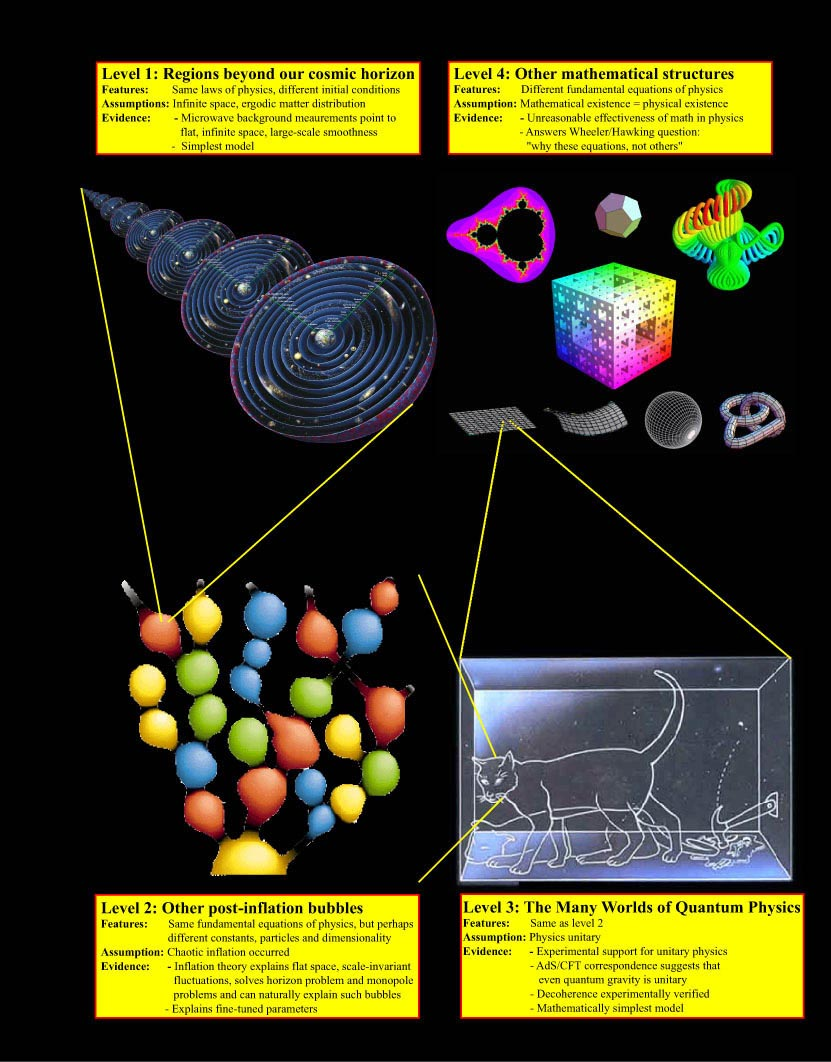 Level 1: Regions beyond our cosmic horizon
Features: Same laws of physics, different initial conditions
Assumptions: Infinite space, ergodic matter distribution
Evidence: - Microwave background meaurements point to
flat, infinite space, large-scale smoothness
- Simplest model
Level 4: Other mathematical structures
Features: Different fundamental equations of physics
Assumption: Mathematical existence = physical existence
Evidence: - Unreasonable effectiveness of math in physics
- Answers Wheeler/Hawking question:
"why these equations, not others"
Level 2: Other post-inflation bubbles
Features: Same fundamental equations of physics, but perhaps
different constants, particles and dimensionality
Assumption: Chaotic inflation occurred
Evidence: - Inflation theory explains flat space, scale-invariant
fluctuations, solves horizon problem and monopole
problems and can naturally explain such bubbles
- Explains fine-tuned parameters
Level 3: The Many Worlds of Quantum Physics
Features: Same as level 2
Assumption: Physics unitary
Evidence: - Experimental support for unitary physics
- AdS/CFT correspondence suggests that
even quantum gravity is unitary
- Decoherence experimentally verified
- Mathematically simplest model